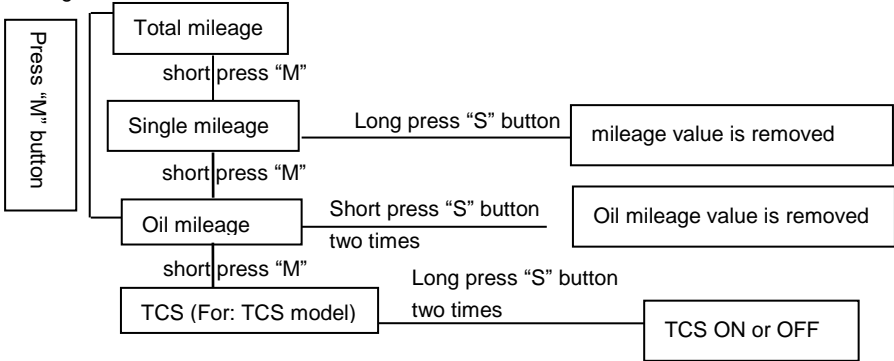 Total mileage
Press “M” button
short press “M”
Single mileage
Long press “S” button
mileage value is removed
short press “M”
Oil mileage
Short press “S” button
two times
Oil mileage value is removed
short press “M”
Long press “S” button
two times
TCS (For: TCS model)
TCS ON or OFF